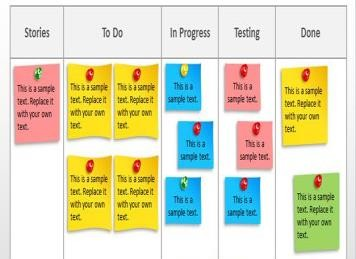 Stories To Do In Progress Testing Done
This is a sample
text. Replace it
with your own
text.
This is a sample
text. Replace it
with your own
text.
This is a sample
text. Replace it
with your own
text.
This is a sample
text. Replace it
with your own
text.
This is a sample
text. Replace it
with your own
text.
This is a
sample text.
This is a
sample text.
This is a
sample text.
This is a
sample text.
This is a
sample text.
This is a
sample text.
This is a sample
text. Replace it
with your own
text.
This is a sample
text. Replace it
with your own
text.